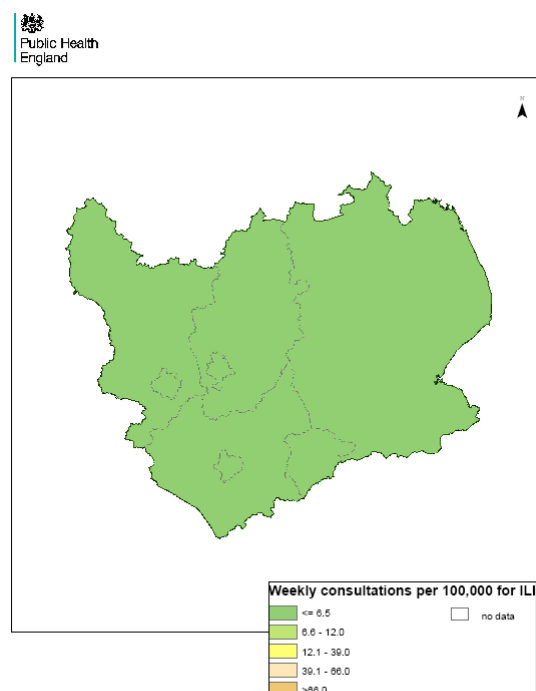 Public Health
England
N
Weekly consultations per 100,000 for ILI
<= 6.5
no data
6.6 - 12.0
12.1 - 39.0
39.1 - 66.0
>66.0